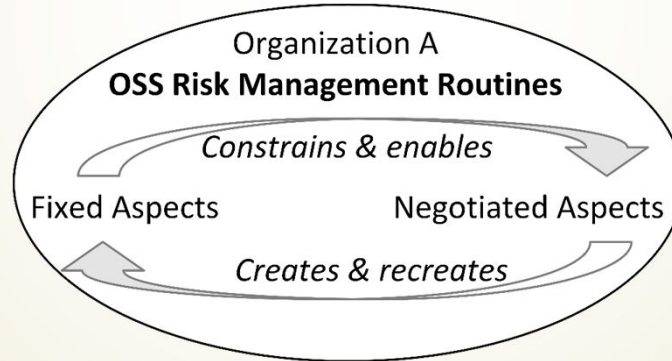 Organization A
OSS Risk Management Routines
Constrains & enables
Fixed Aspects
Negotiated Aspects
Creates & recreates